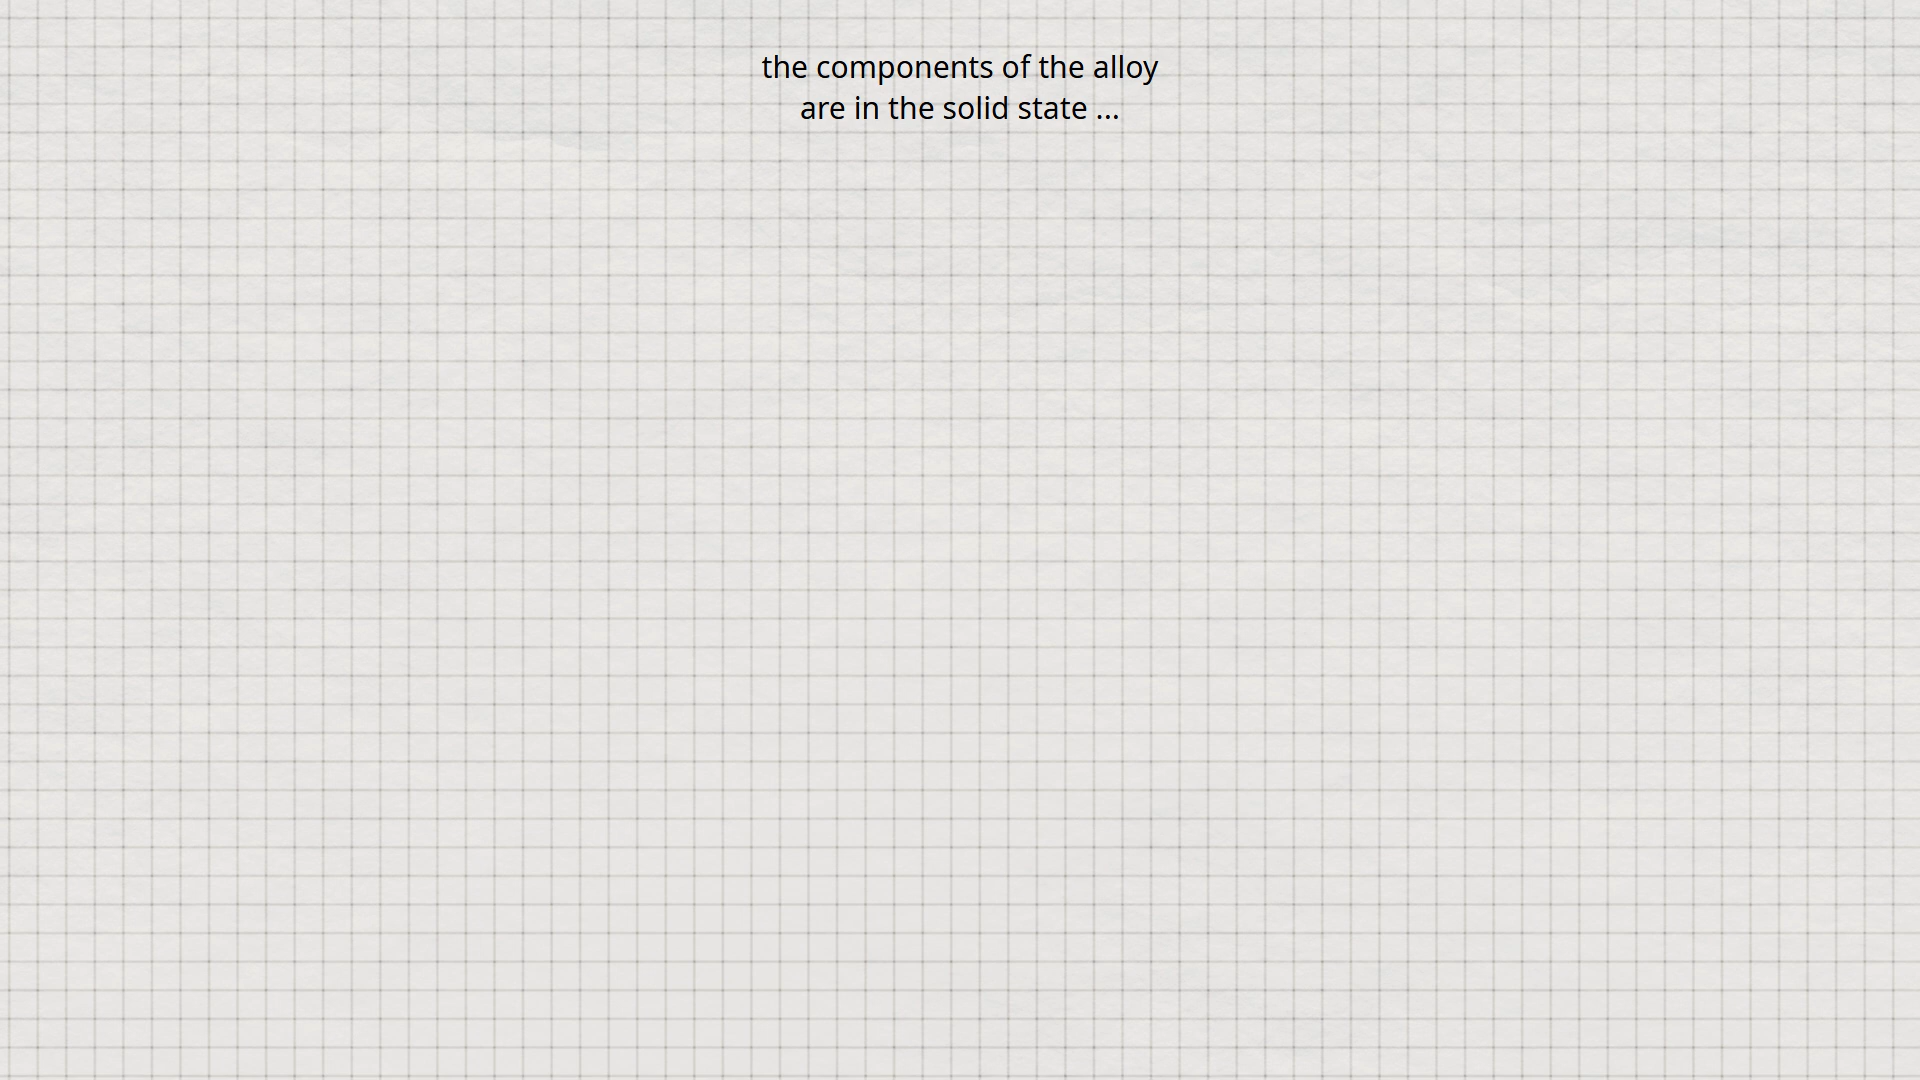 the components of the alloy
are in the solid state ...